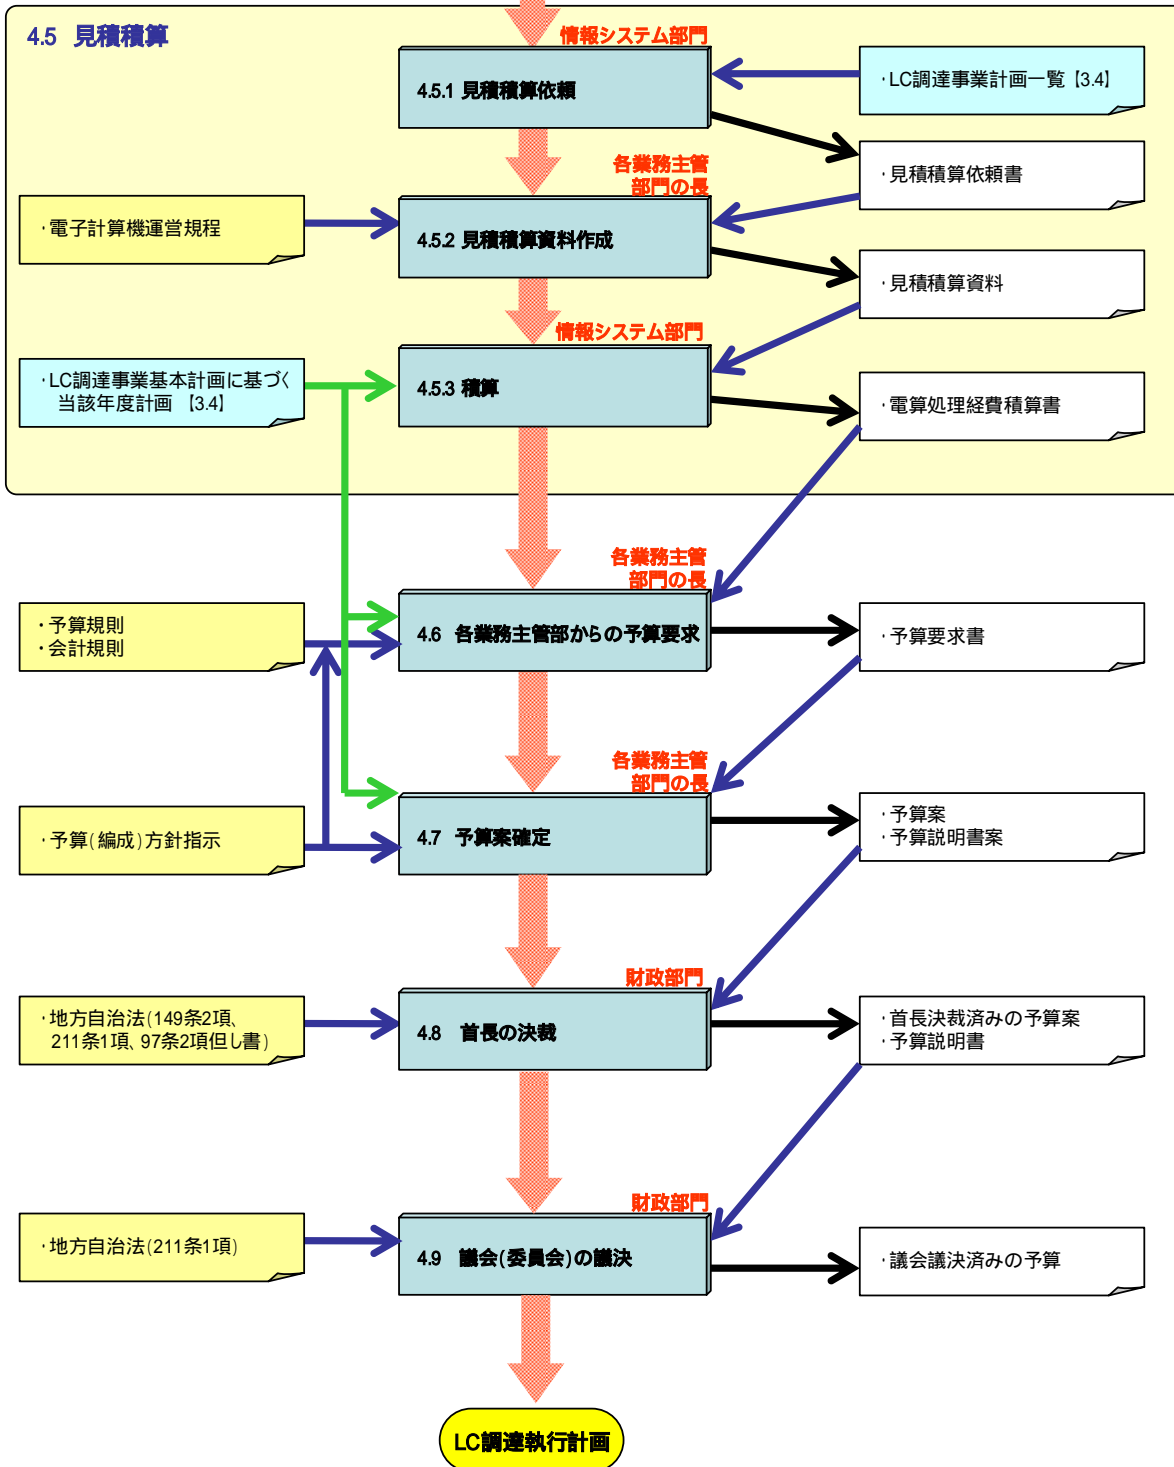 4.5 見積積算
情報システム部門
4.5.1 見積積算依頼
・LC調達事業計画一覧【3.4】
・見積積算依頼書
各業務主管
部門の長
・電子計算機運営規程
4.5.2 見積積算資料作成
・見積積算資料
情報システム部門
・LC調達事業基本計画に基づく
当該年度計画 【3.4】
4.5.3 積算
・電算処理経費積算書
各業務主管
部門の長
・予算規則
・会計規則
4.6 各業務主管部からの予算要求
・予算要求書
各業務主管
部門の長
・予算(編成)方針指示
4.7 予算案確定
・予算案
・予算説明書案
財政部門
・地方自治法(149条2項、
211条1項、97条2項但し書)
4.8 首長の決裁
・首長決裁済みの予算案
・予算説明書
財政部門
・地方自治法(211条1項)
4.9 議会(委員会)の議決
・議会議決済みの予算
LC調達執行計画